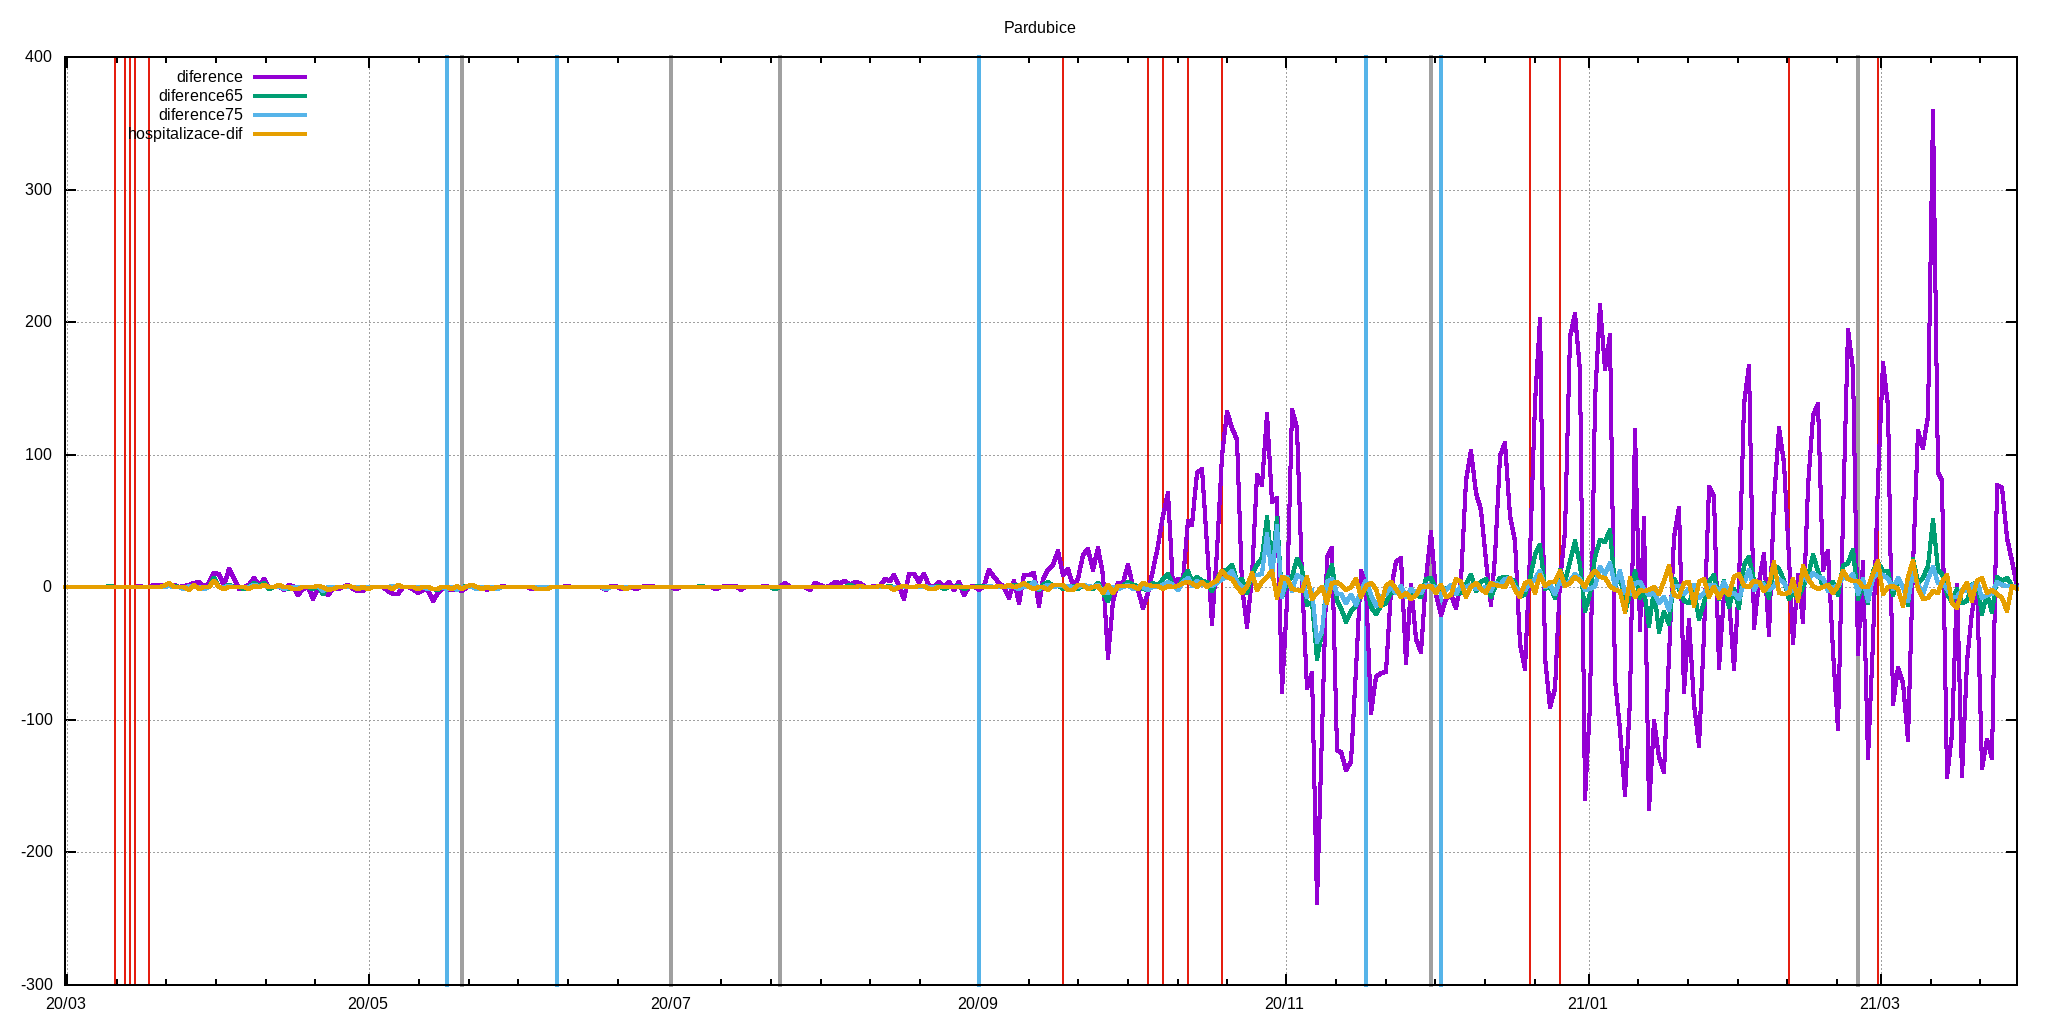 Pardubice
400
300
200
100
0
-100
-200
-300
diference
diference65
diference75
hospitalizace-dif
20/03 20/05 20/07 20/09 20/11 21/01 21/03